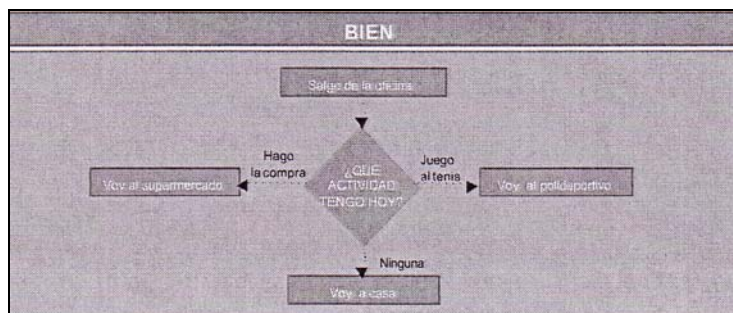 BIEN
Salgo de la oficina
Hago
la compra
¿QUÉ
ACTIVIDAD
TENGO HOY?
Juego
al tenis
Voy al supermercado
Voy al polideportivo
Ninguna
Voy a casa